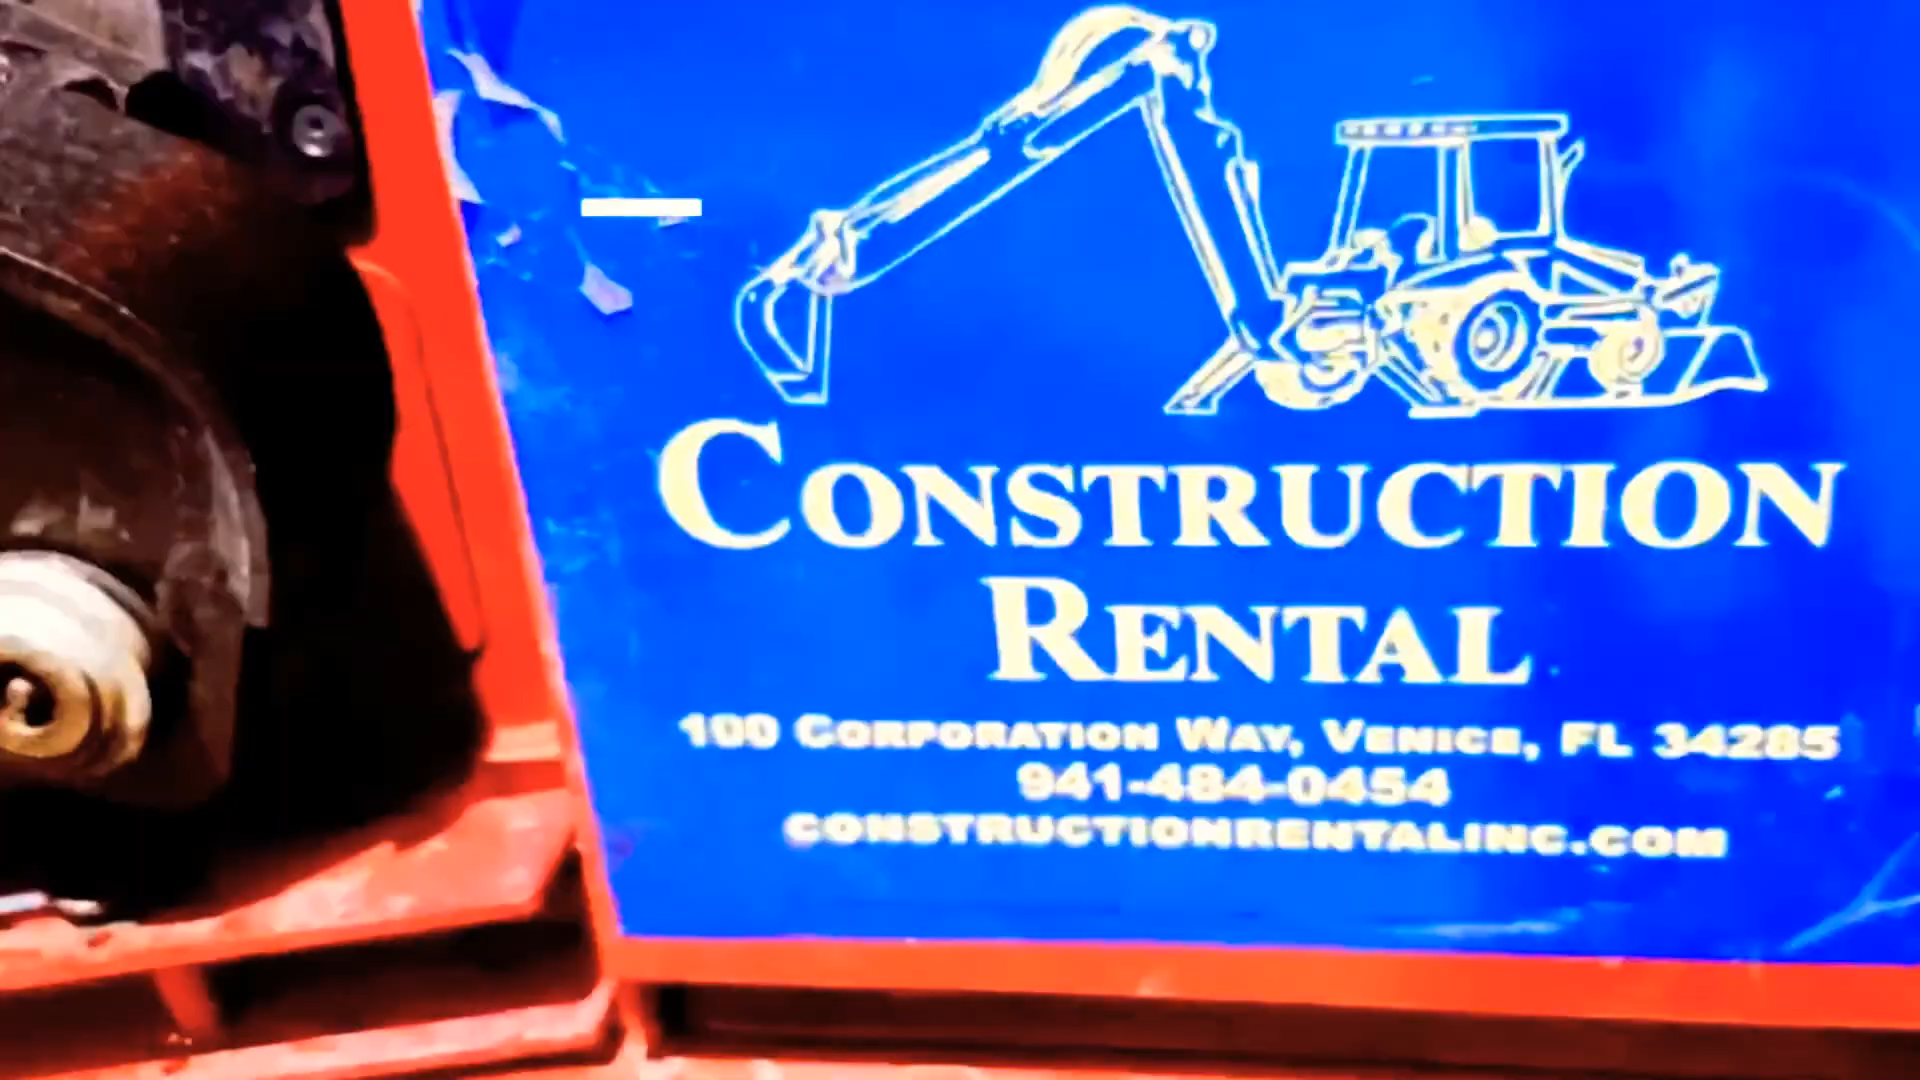 CONSTRUCTION
RENTAL
100 CORPORATION WAY, VENICE, FL 34285
941-484-0454
CONSTRUCTIONRENTALINC.COM